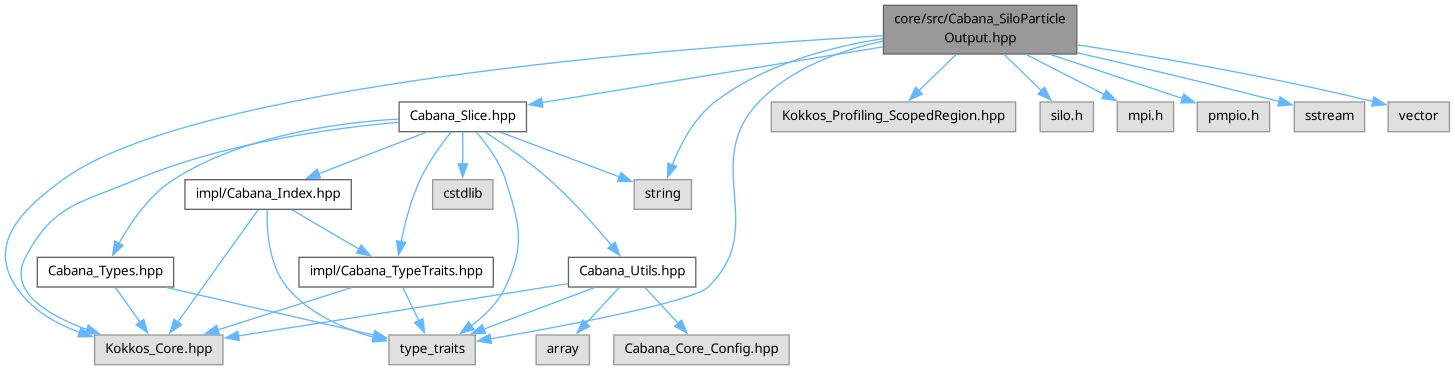 core/src/Cabana_SiloParticle
Output.hpp
Cabana_Slice.hpp
Kokkos_Profiling_ScopedRegion.hpp
silo.h
mpi.h
pmpio.h
sstream
vector
impl/Cabana_Index.hpp
cstdlib
string
Cabana_Types.hpp
impl/Cabana_TypeTraits.hpp
Cabana_Utils.hpp
Kokkos_Core.hpp
type_traits
array
Cabana_Core_Config.hpp